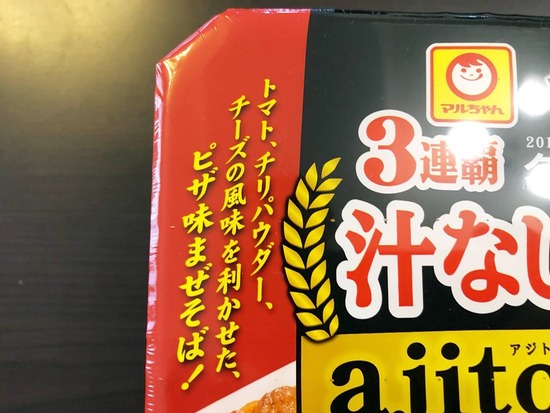 トマト、チリパウダー、
チーズの風味を利かせた、
ピザ味まぜそば！
マルちゃん
3連覇
201
汁なし
アジト
ajito